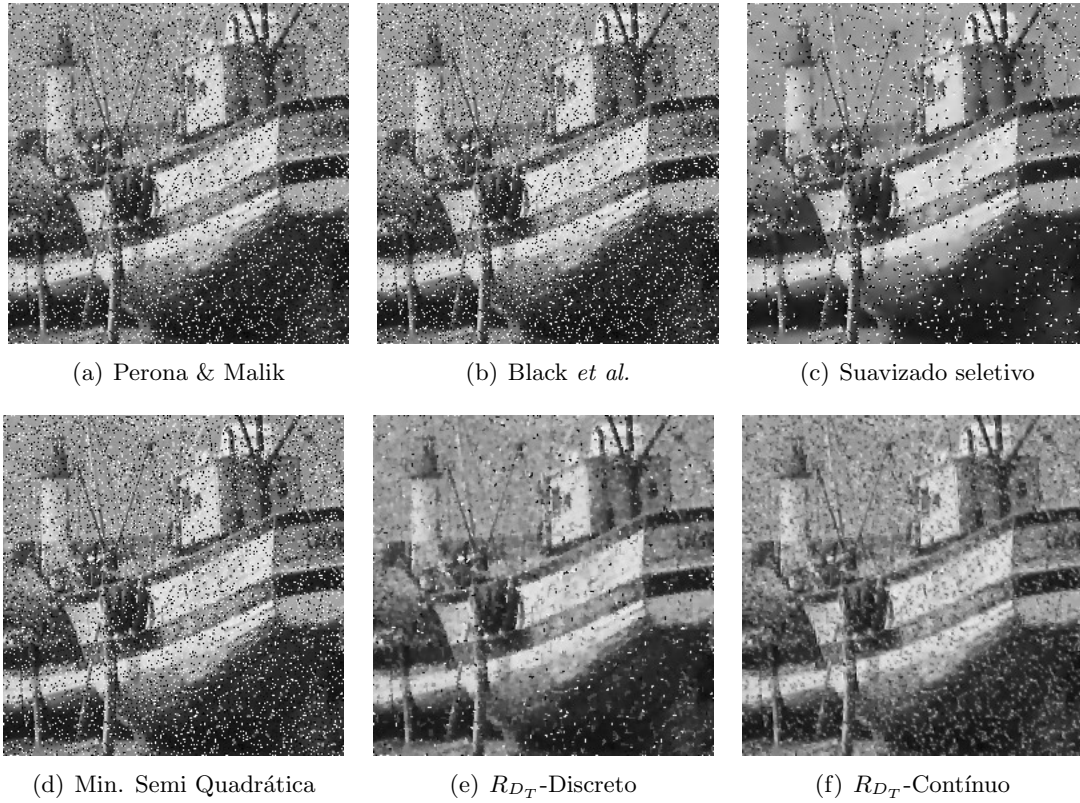 (a) Perona & Malik
(b) Black et al.
(c) Suavizado seletivo
(d) Min. Semi Quadrática
(e) R_{D_T}-Discreto
(f) R_{D_T}-Contínuo